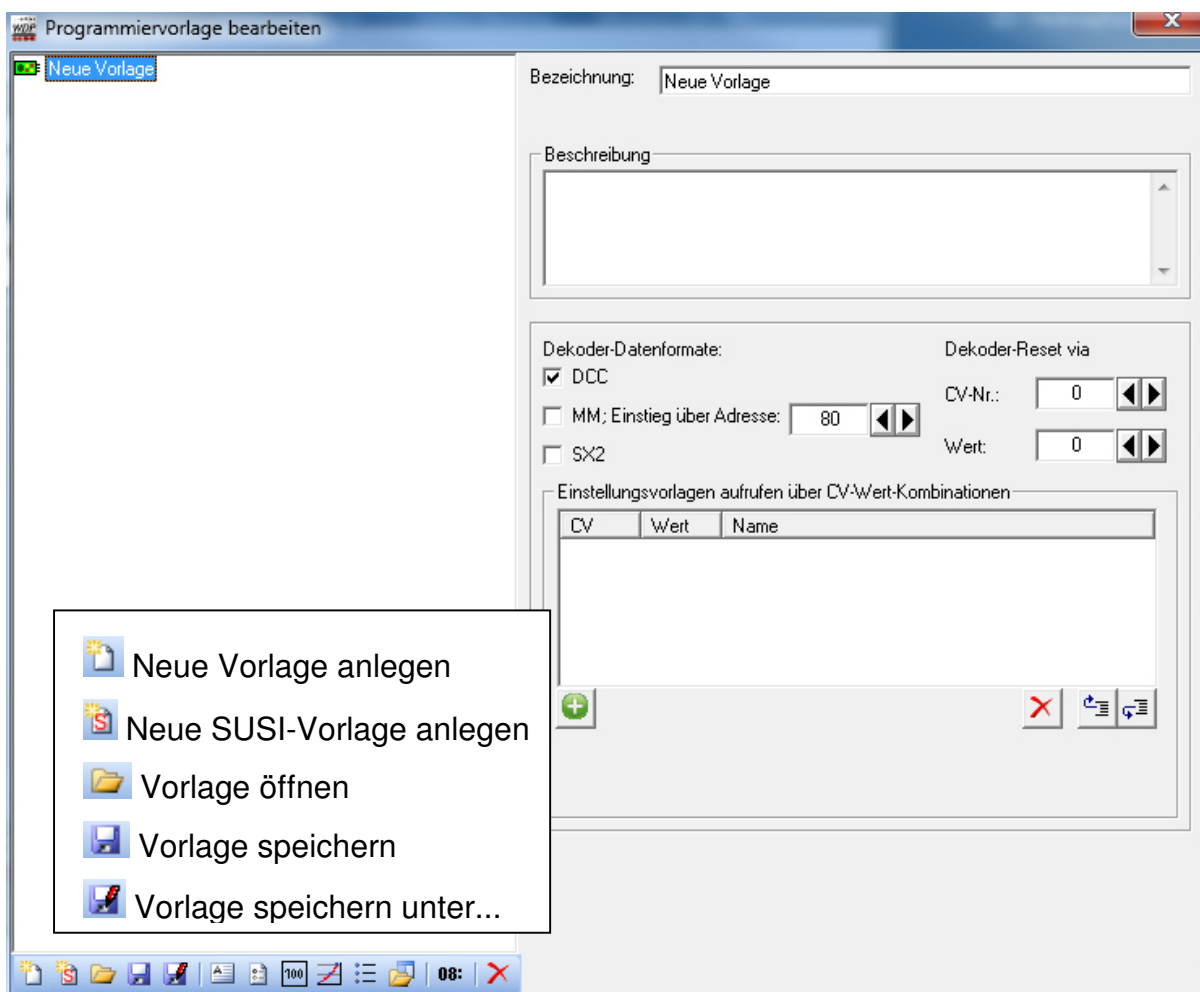 WDP Programmiervorlage bearbeiten
x
Neue Vorlage
Bezeichnung: Neue Vorlage
Beschreibung
Dekoder-Datenformate:
Dekoder-Reset via
DCC
CV-Nr.: 0
MM; Einstieg über Adresse: 80
Wert: 0
SX2
Einstellungsvorlagen aufrufen über CV-Wert-Kombinationen
CV Wert Name
Neue Vorlage anlegen
S Neue SUSI-Vorlage anlegen
Vorlage öffnen
Vorlage speichern
Vorlage speichern unter...
S A 100 08: